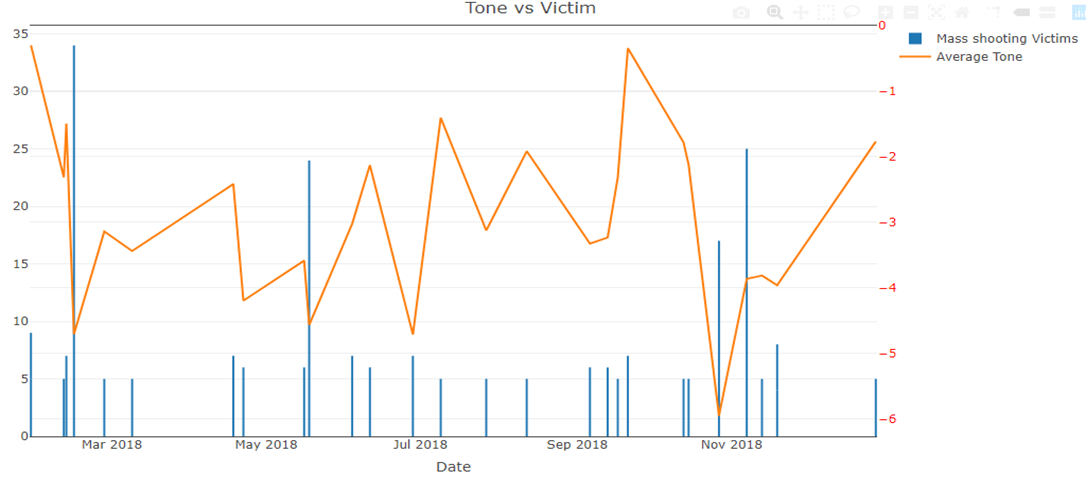 Tone vs Victim
35
30
25
20
15
10
5
0
0
−1
−2
−3
−4
−5
−6
Mar 2018
May 2018
Jul 2018
Sep 2018
Nov 2018
Date
Mass shooting Victims
Average Tone